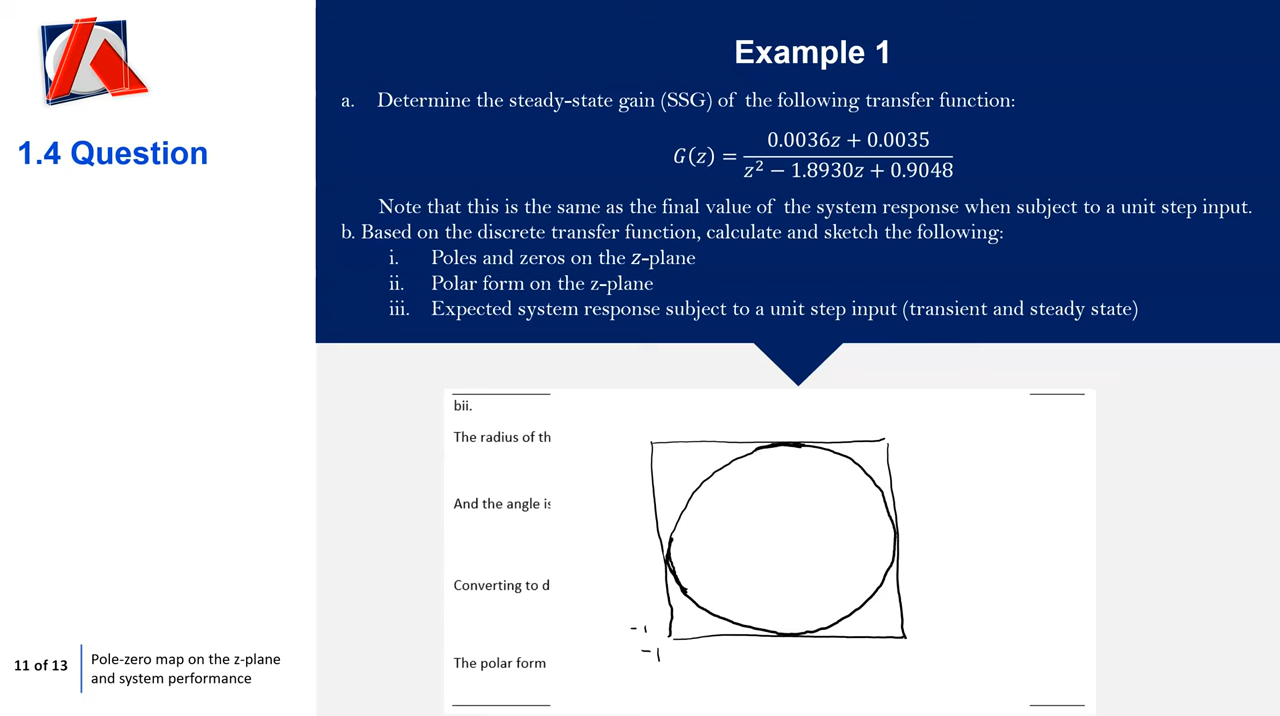 Example 1
a. Determine the steady-state gain (SSG) of the following transfer function:
G(z) = (0.0036z + 0.0035) / (z² − 1.8930z + 0.9048)
Note that this is the same as the final value of the system response when subject to a unit step input.
b. Based on the discrete transfer function, calculate and sketch the following:
i. Poles and zeros on the z-plane
ii. Polar form on the z-plane
iii. Expected system response subject to a unit step input (transient and steady state)
1.4 Question
bii.
The radius of th
And the angle is
Converting to d
The polar form
-1
-1
11 of 13
Pole-zero map on the z-plane
and system performance